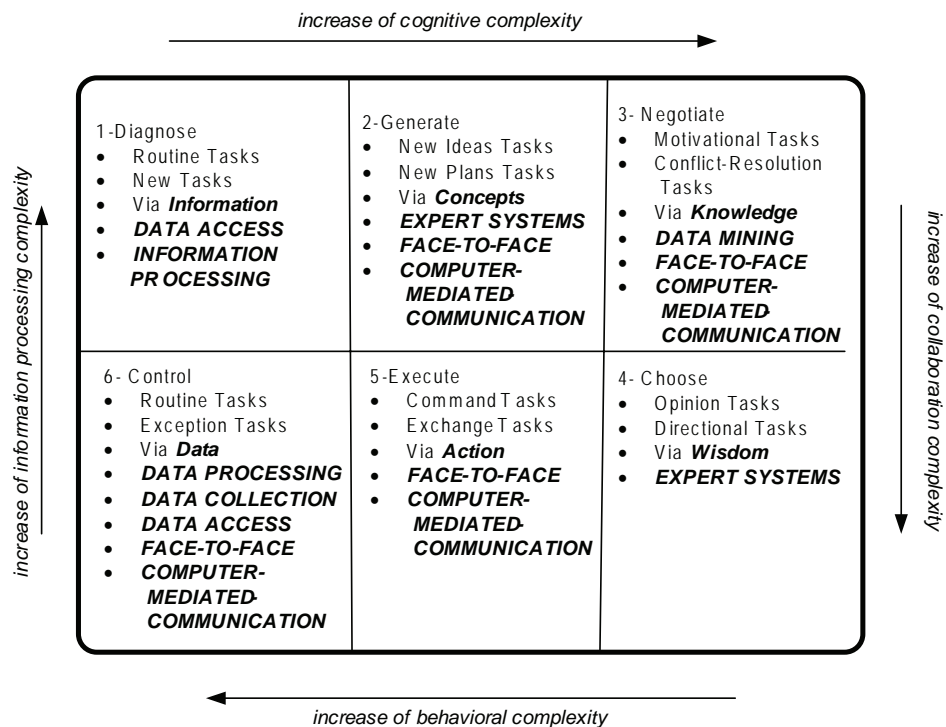 increase of cognitive complexity
increase of information processing complexity
1-Diagnose
• Routine Tasks
• New Tasks
• Via Information
• DATA ACCESS
• INFORMATION
PROCESSING
2-Generate
• New Ideas Tasks
• New Plans Tasks
• Via Concepts
• EXPERT SYSTEMS
• FACE-TO-FACE
• COMPUTER-
MEDIATED-
COMMUNICATION
3- Negotiate
• Motivational Tasks
• Conflict-Resolution
Tasks
• Via Knowledge
• DATA MINING
• FACE-TO-FACE
• COMPUTER-
MEDIATED-
COMMUNICATION
increase of collaboration complexity
6- Control
• Routine Tasks
• Exception Tasks
• Via Data
• DATA PROCESSING
• DATA COLLECTION
• DATA ACCESS
• FACE-TO-FACE
• COMPUTER-
MEDIATED-
COMMUNICATION
5-Execute
• Command Tasks
• Exchange Tasks
• Via Action
• FACE-TO-FACE
• COMPUTER-
MEDIATED-
COMMUNICATION
4- Choose
• Opinion Tasks
• Directional Tasks
• Via Wisdom
• EXPERT SYSTEMS
increase of behavioral complexity